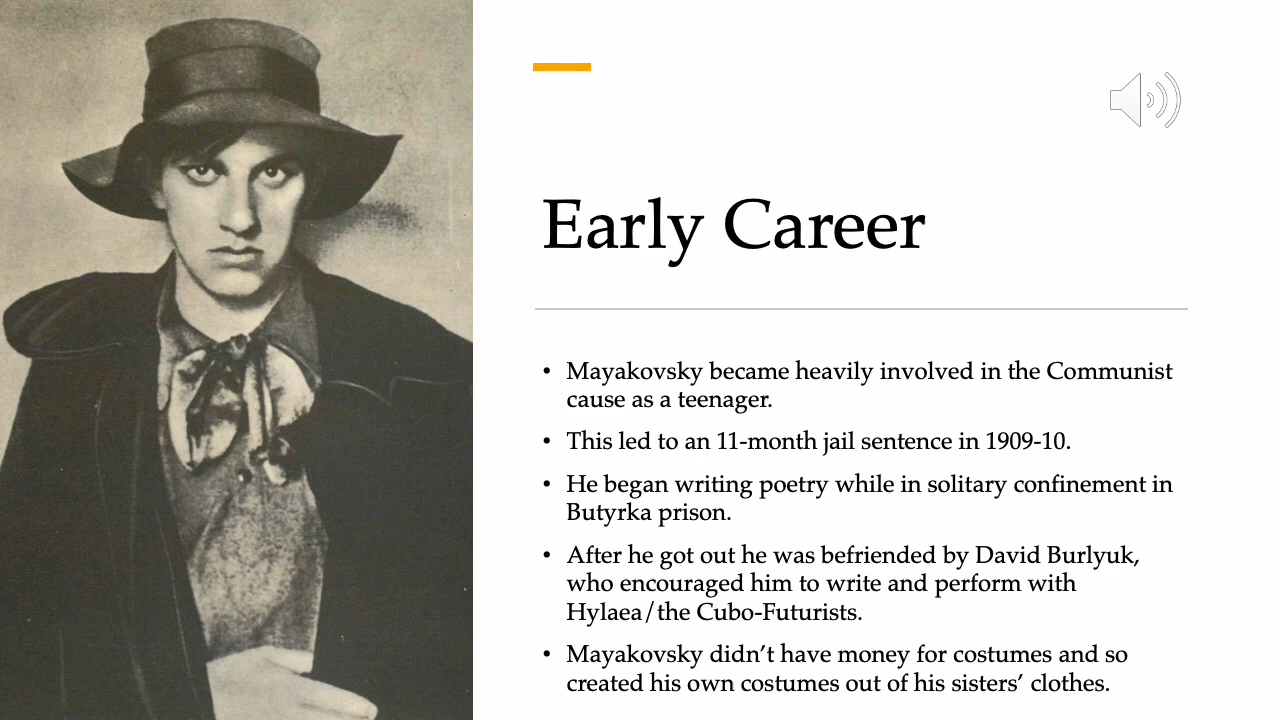 Early Career
• Mayakovsky became heavily involved in the Communist
cause as a teenager.
• This led to an 11-month jail sentence in 1909-10.
• He began writing poetry while in solitary confinement in
Butyrka prison.
• After he got out he was befriended by David Burlyuk,
who encouraged him to write and perform with
Hylaea/the Cubo-Futurists.
• Mayakovsky didn’t have money for costumes and so
created his own costumes out of his sisters’ clothes.